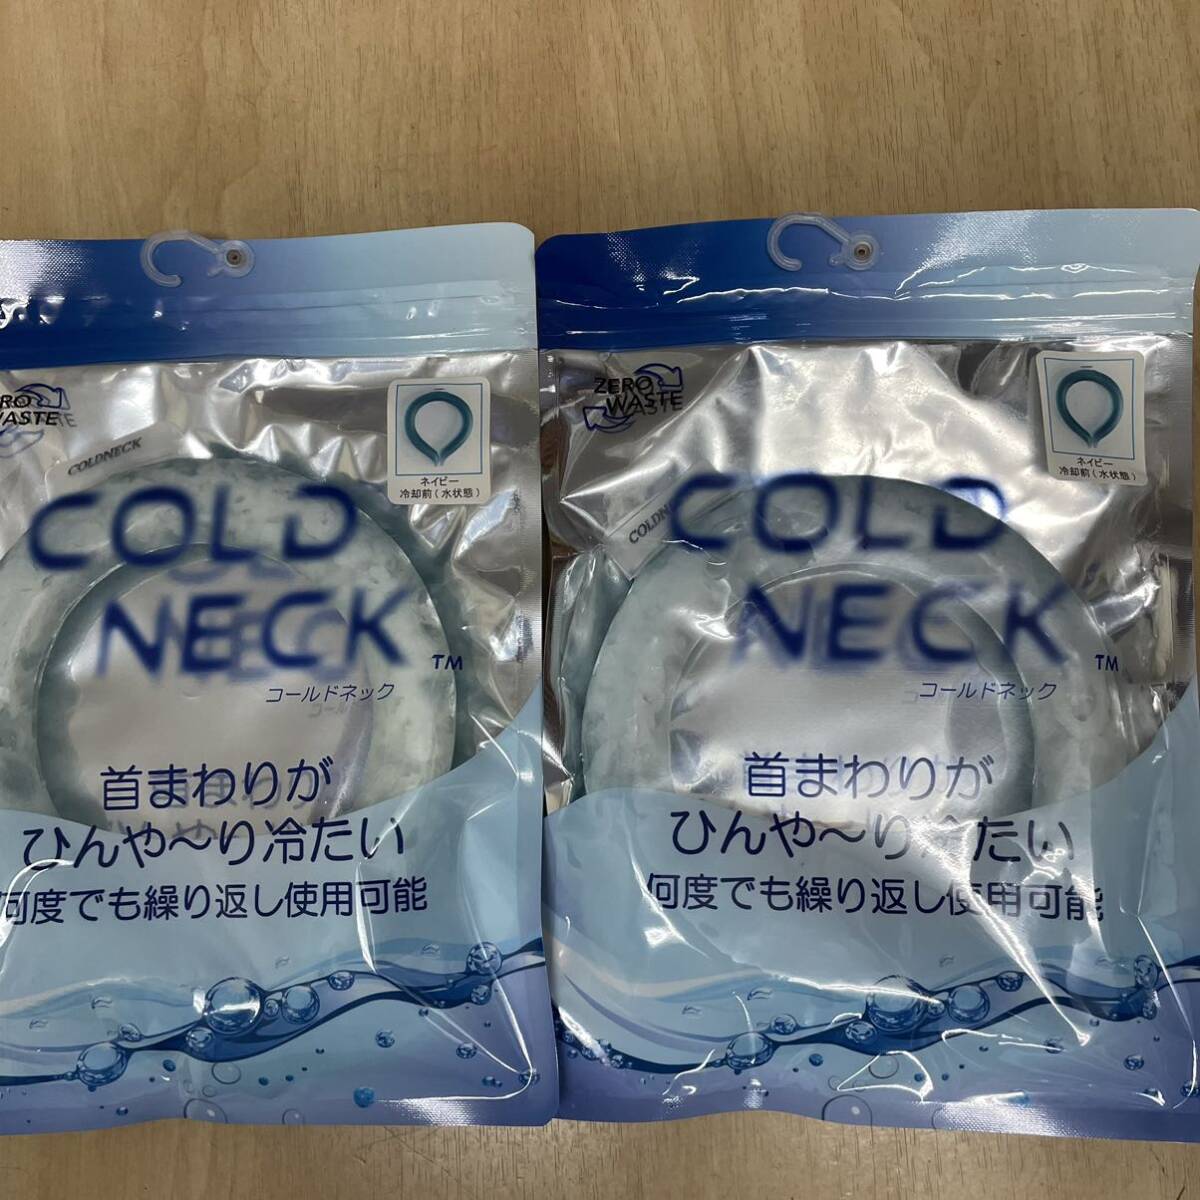 ZERO
WASTE
COLDNECK
ネイビー
冷却前(水状態)
COLD
NECK™
コールドネック
首まわりが
ひんや〜り冷たい
何度でも繰り返し使用可能
ZERO
WASTE
COLDNECK
ネイビー
冷却前(水状態)
COLD
NECK™
コールドネック
首まわりが
ひんや〜り冷たい
何度でも繰り返し使用可能